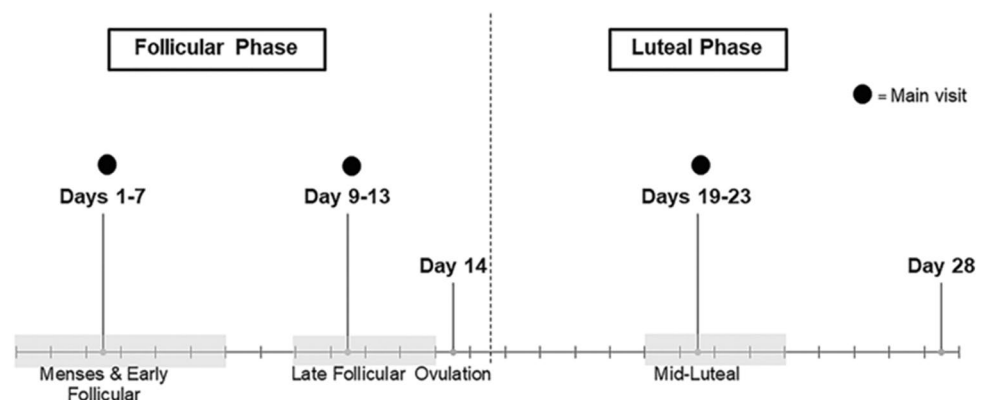 Follicular Phase
Luteal Phase
= Main visit
Days 1-7
Day 9-13
Days 19-23
Day 14
Day 28
Menses & Early
Follicular
Late Follicular
Ovulation
Mid-Luteal